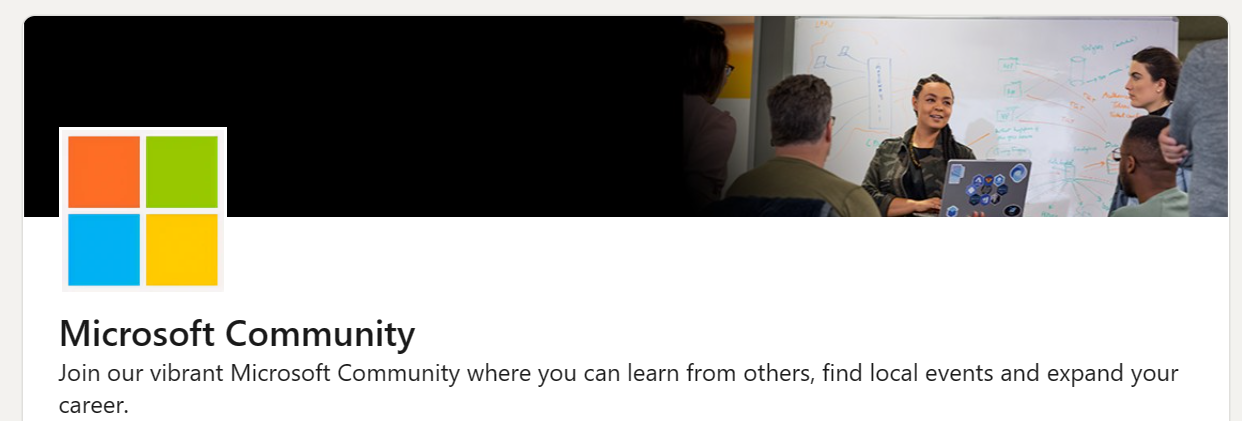 Microsoft Community
Join our vibrant Microsoft Community where you can learn from others, find local events and expand your
career.